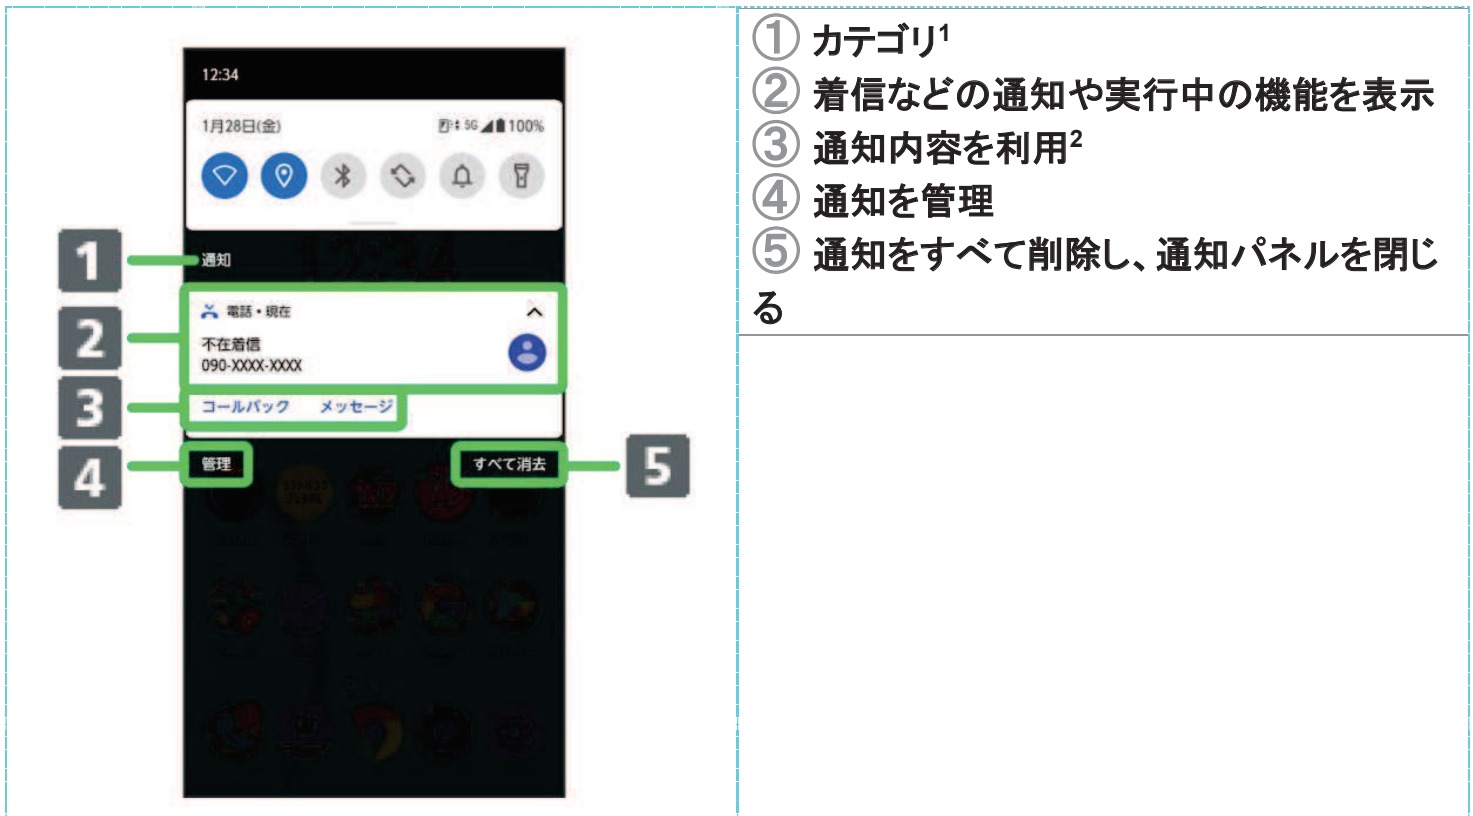 12:34
1月28日(金)
5G
100%
1
通知
12:34
2
電話・現在
不在着信
090-XXXX-XXXX
3
コールバック メッセージ
4
管理
すべて消去
5
① カテゴリ1
② 着信などの通知や実行中の機能を表示
③ 通知内容を利用2
④ 通知を管理
⑤ 通知をすべて削除し、通知パネルを閉じ
る